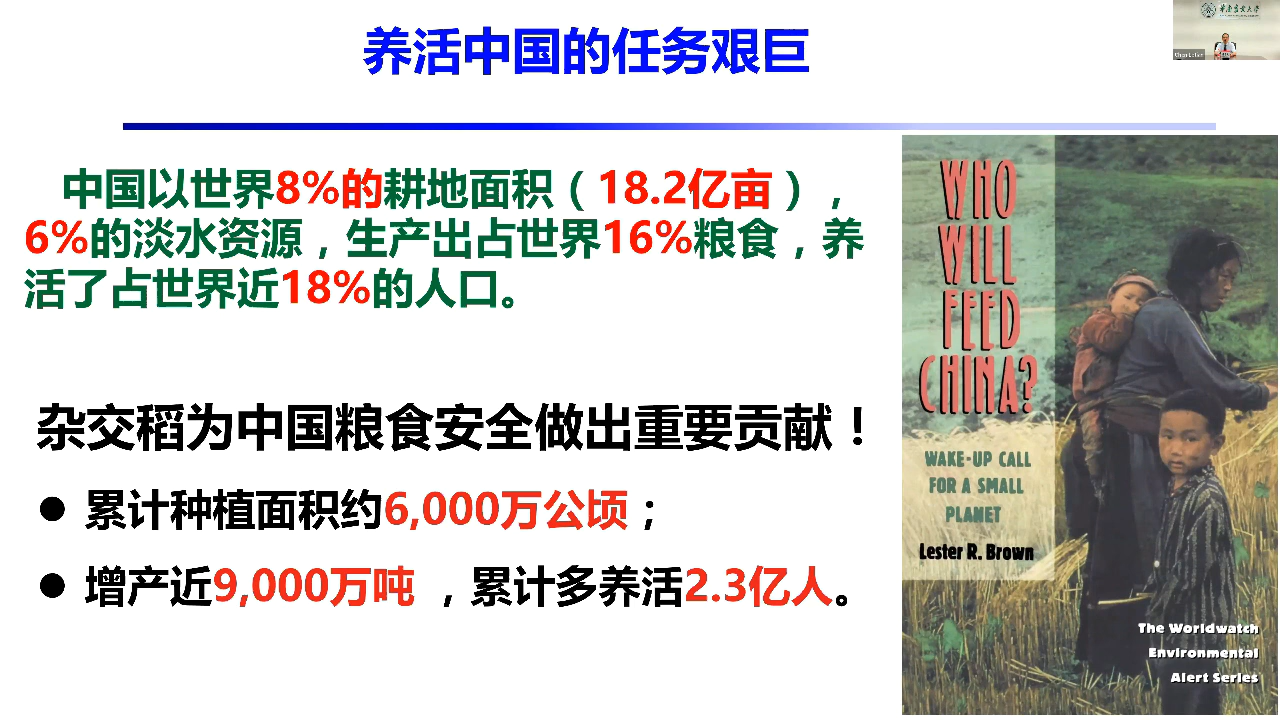 养活中国的任务艰巨
华南农业大学
中国以世界8%的耕地面积（18.2亿亩），
6%的淡水资源，生产出占世界16%粮食，养
活了占世界近18%的人口。
杂交稻为中国粮食安全做出重要贡献！
● 累计种植面积约6,000万公顷；
● 增产近9,000万吨 ，累计多养活2.3亿人。
WHO
WILL
FEED
CHINA?
WAKE-UP CALL
FOR A SMALL
PLANET
Lester R. Brown
The Worldwatch
Environmental
Alert Series